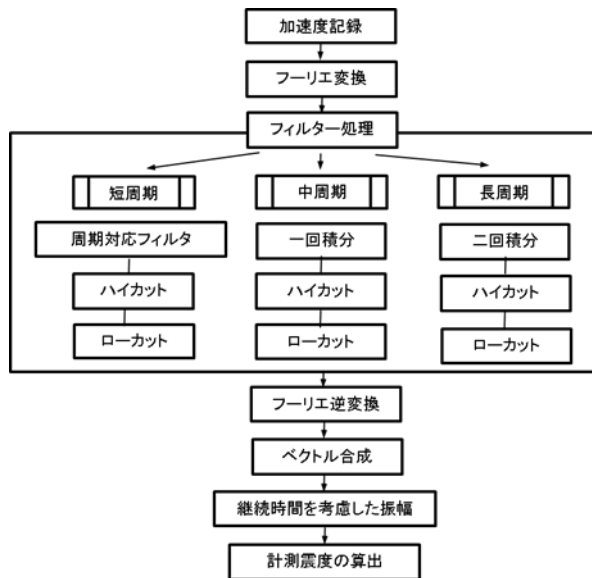 加速度記録
フーリエ変換
フィルター処理
短周期
中周期
長周期
周期対応フィルタ
一回積分
二回積分
ハイカット
ハイカット
ハイカット
ローカット
ローカット
ローカット
フーリエ逆変換
ベクトル合成
継続時間を考慮した振幅
計測震度の算出